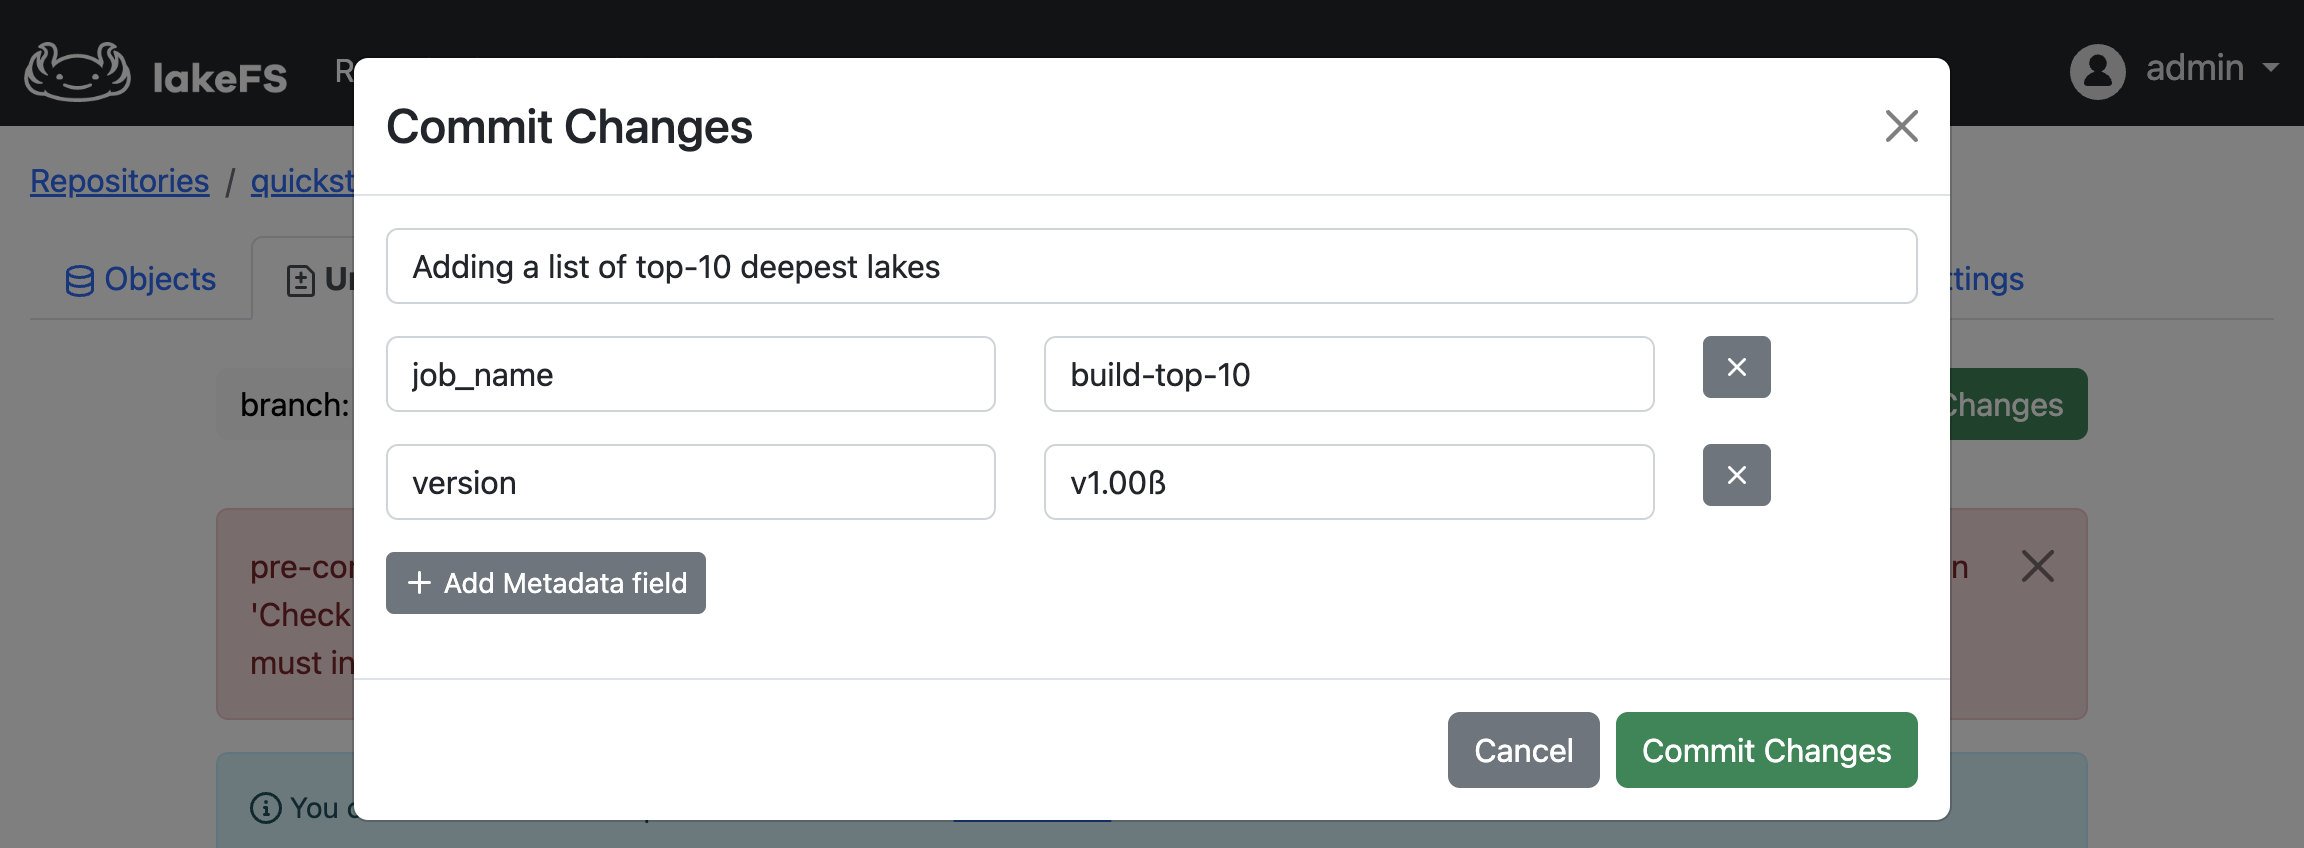 lakeFS
admin
Commit Changes
Repositories / quickst
Adding a list of top-10 deepest lakes
Objects
ttings
job_name build-top-10
branch:
Changes
version v1.00ß
pre-co
n
+ Add Metadata field
'Check
must in
Cancel Commit Changes
You